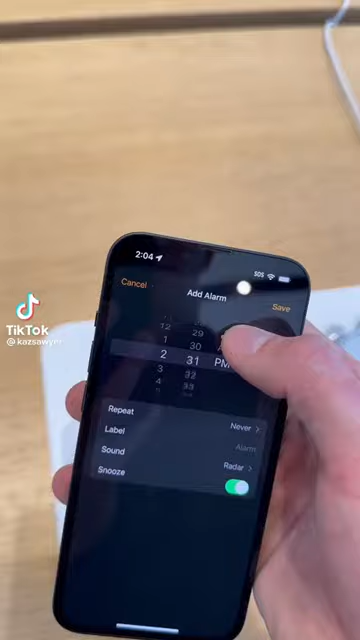 2:04
SOS
Cancel
Add Alarm
Save
12 29
1 30
2 31 PM
3 32
4 33
Repeat
Never
Label
Alarm
Sound
Radar
Snooze
TikTok
@kazsawyer